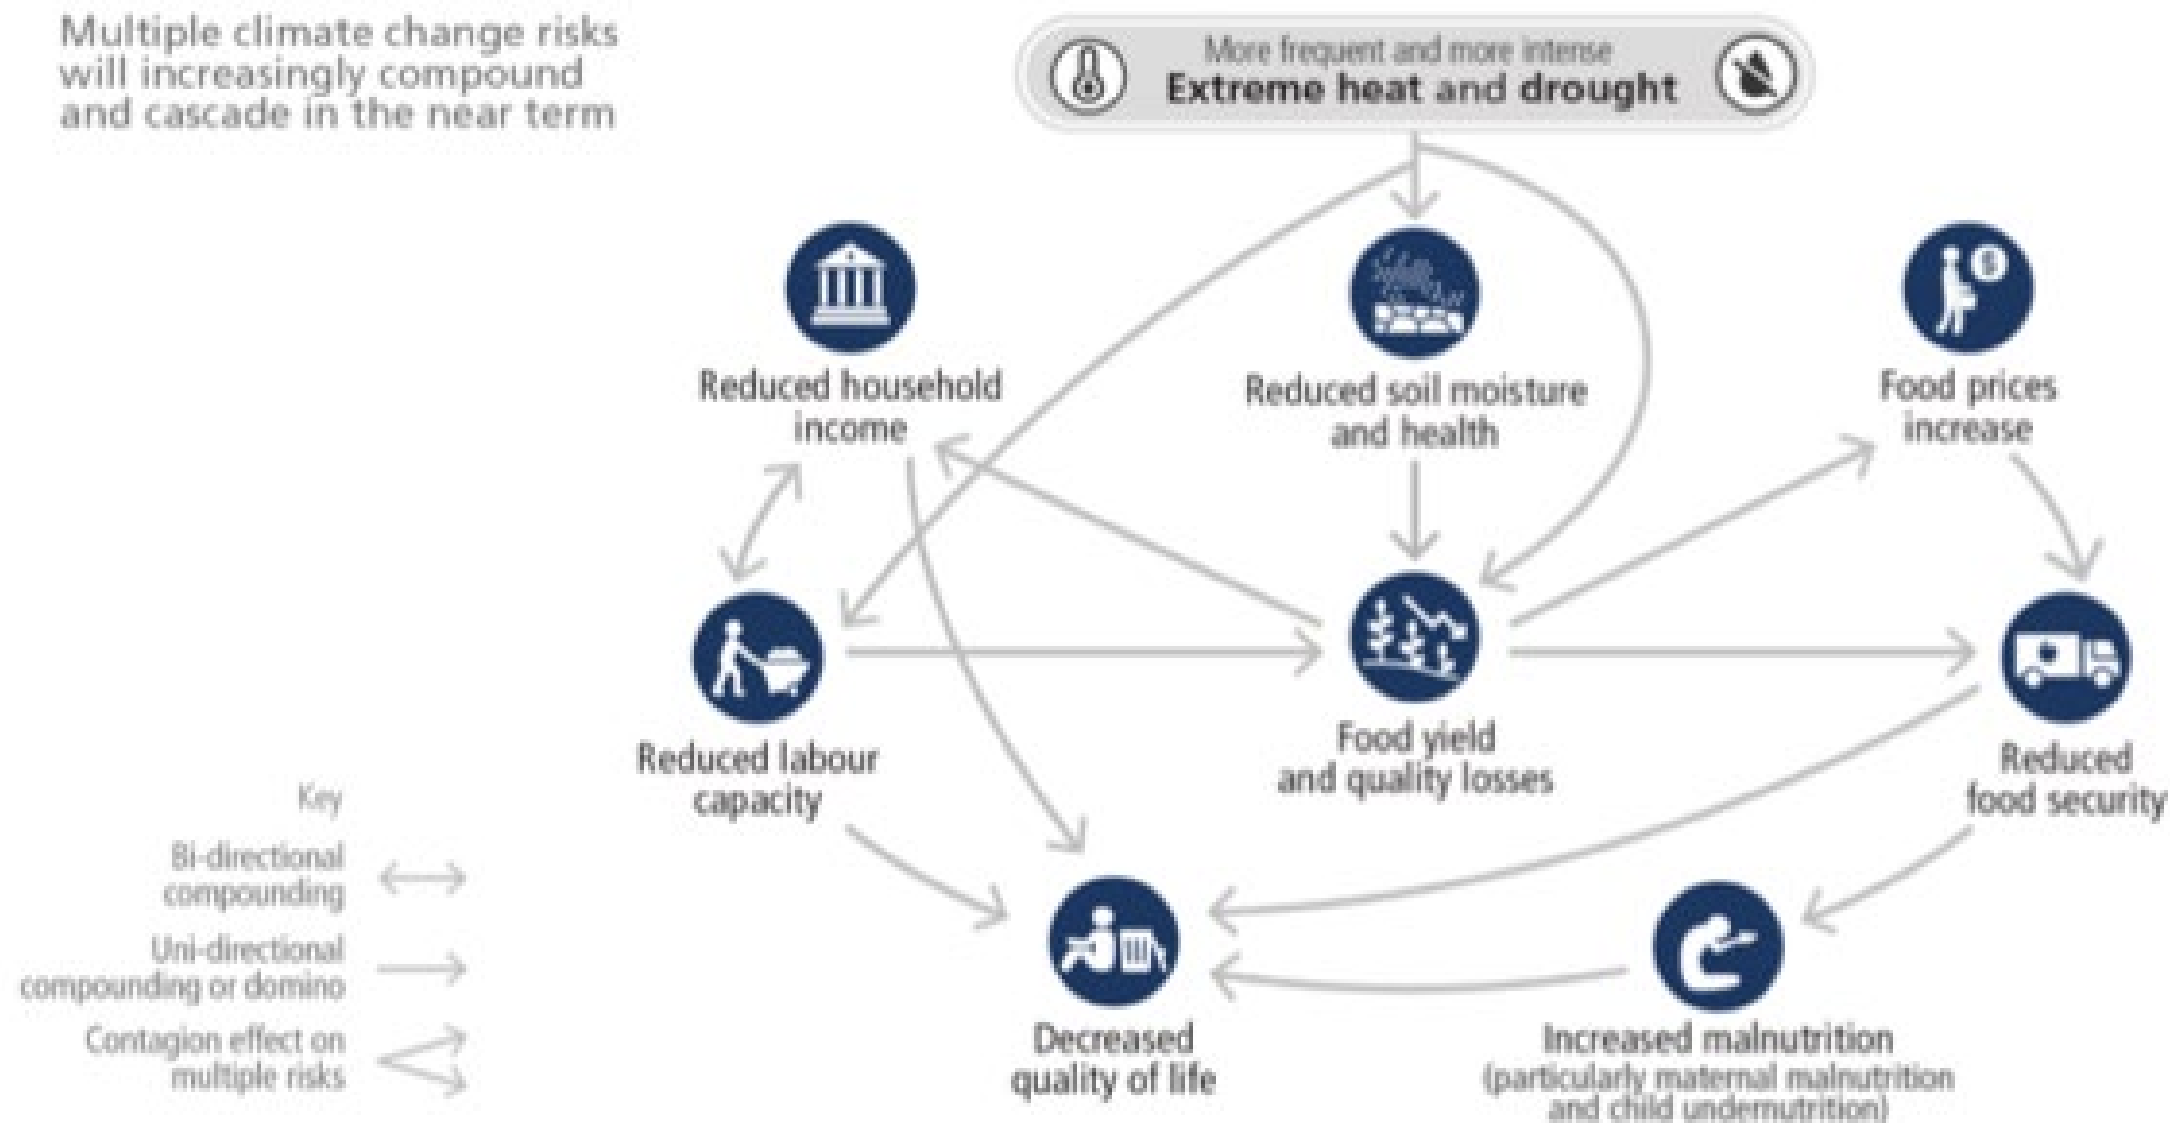 Multiple climate change risks
will increasingly compound
and cascade in the near term
More frequent and more intense
Extreme heat and drought
Reduced household
income
Reduced soil moisture
and health
Food prices
increase
Reduced labour
capacity
Food yield
and quality losses
Reduced
food security
Key
Bi-directional
compounding
Uni-directional
compounding or domino
Contagion effect on
multiple risks
Decreased
quality of life
Increased malnutrition
(particularly maternal malnutrition
and child undernutrition)